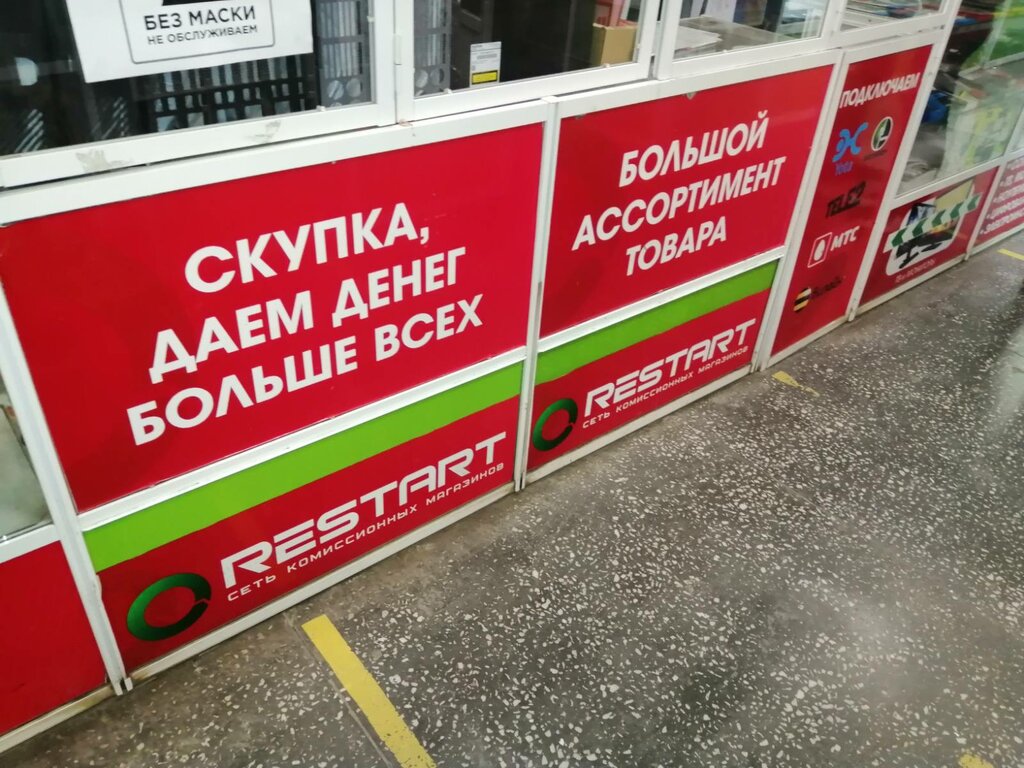 БЕЗ МАСКИ
НЕ ОБСЛУЖИВАЕМ
СКУПКА,
ДАЕМ ДЕНЕГ
БОЛЬШЕ ВСЕХ
RESTART
СЕТЬ КОМИССИОННЫХ МАГАЗИНОВ
БОЛЬШОЙ
АССОРТИМЕНТ
ТОВАРА
RESTART
СЕТЬ КОМИССИОННЫХ МАГАЗИНОВ
ПОДКЛЮЧАЕМ
Yota
TELE2
МТС
Билайн